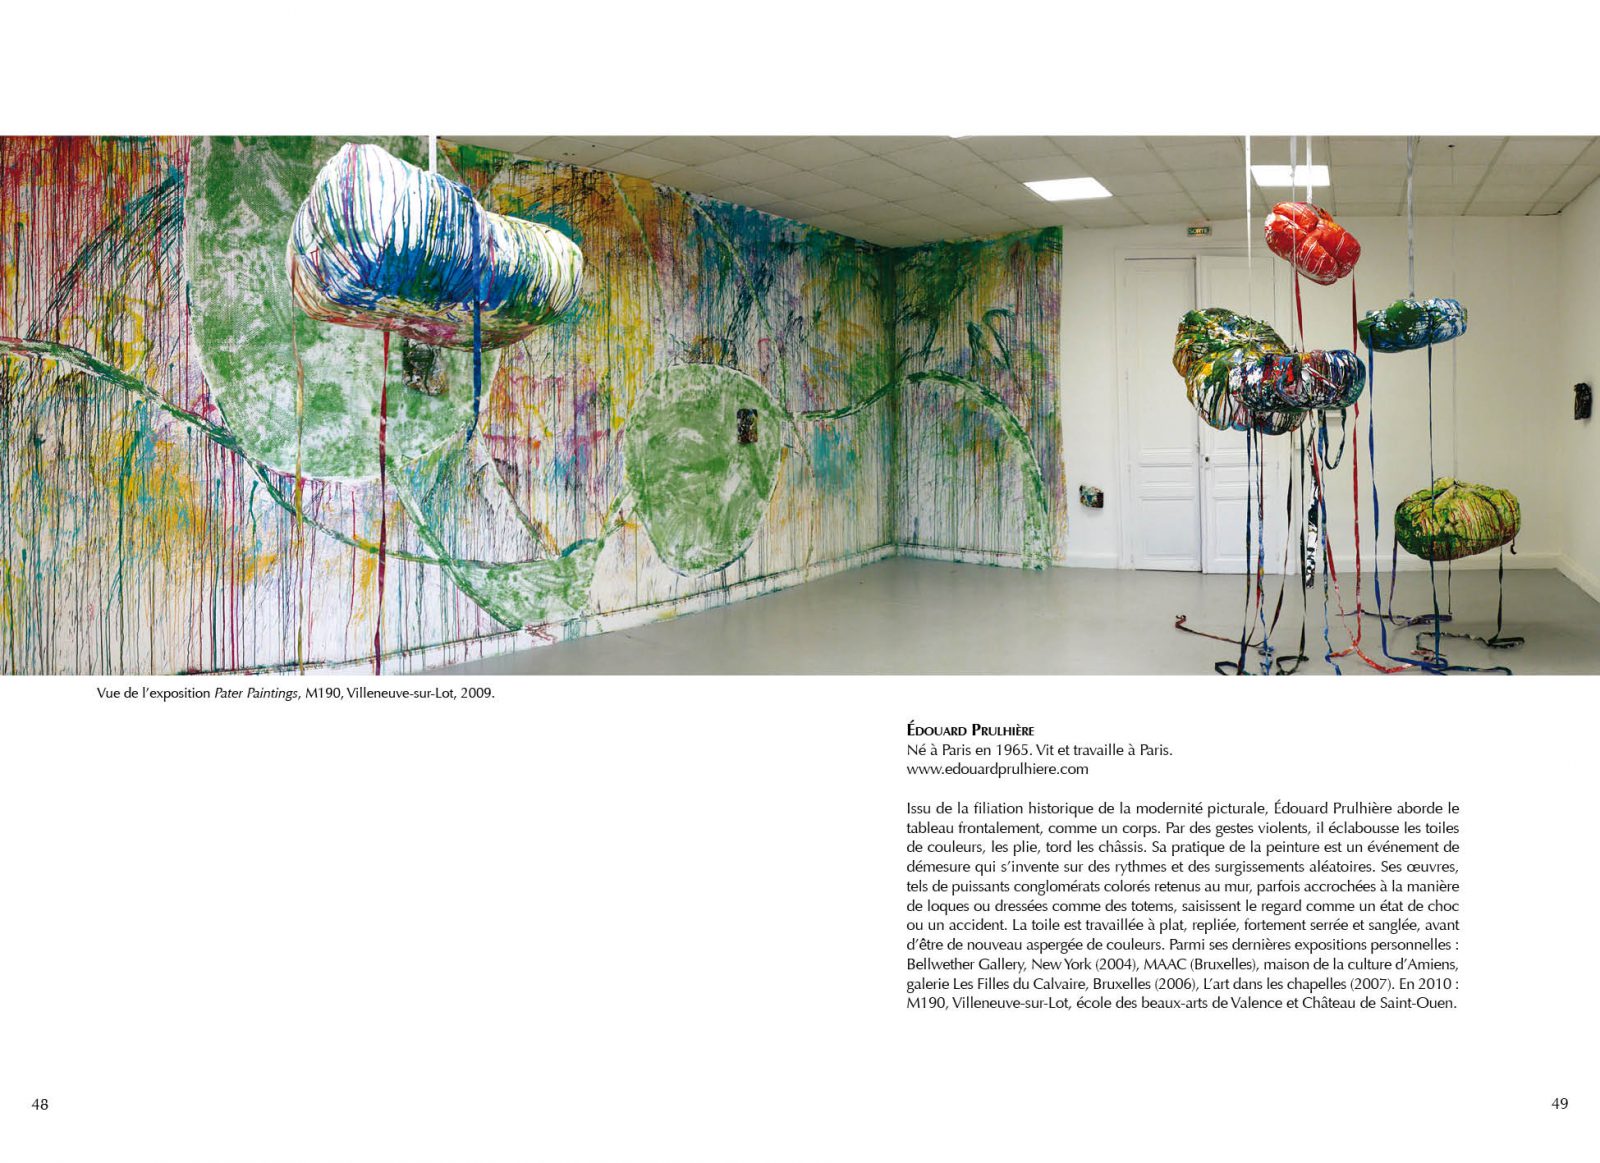 SORTIE
Vue de l'exposition Pater Paintings, M190, Villeneuve-sur-Lot, 2009.
Édouard Prulhière
Né à Paris en 1965. Vit et travaille à Paris.
www.edouardprulhiere.com
Issu de la filiation historique de la modernité picturale, Édouard Prulhière aborde le
tableau frontalement, comme un corps. Par des gestes violents, il éclabousse les toiles
de couleurs, les plie, tord les châssis. Sa pratique de la peinture est un événement de
démesure qui s'invente sur des rythmes et des surgissements aléatoires. Ses œuvres,
tels de puissants conglomérats colorés retenus au mur, parfois accrochées à la manière
de loques ou dressées comme des totems, saisissent le regard comme un état de choc
ou un accident. La toile est travaillée à plat, repliée, fortement serrée et sanglée, avant
d'être de nouveau aspergée de couleurs. Parmi ses dernières expositions personnelles :
Bellwether Gallery, New York (2004), MAAC (Bruxelles), maison de la culture d'Amiens,
galerie Les Filles du Calvaire, Bruxelles (2006), L'art dans les chapelles (2007). En 2010 :
M190, Villeneuve-sur-Lot, école des beaux-arts de Valence et Château de Saint-Ouen.
48
49